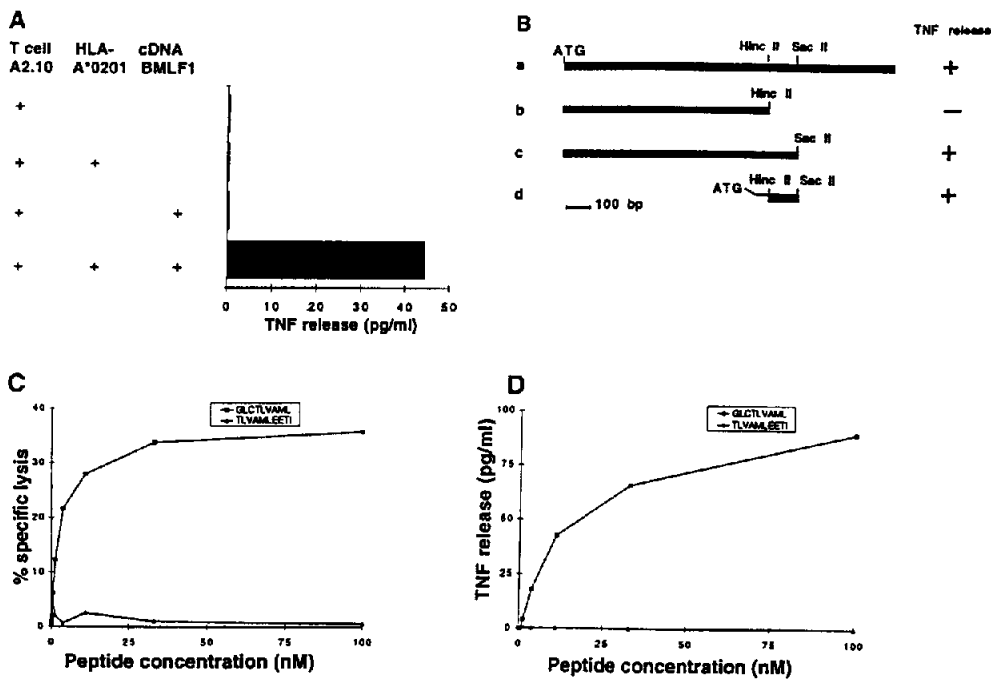 A
T cell HLA- cDNA
A2.10 A*0201 BMLF1
+
+ +
+ +
+ + +
0 10 20 30 40 50
TNF release (pg/ml)
B
TNF release
ATG Hinc II Sac II
a +
Hinc II
b −
Sac II
c +
ATG Hinc II Sac II
d +
100 bp
C
GLCTLVAML
TLVAMLEETI
40
30
20
10
0
% specific lysis
0 25 50 75 100
Peptide concentration (nM)
D
GLCTLVAML
TLVAMLEETI
100
75
50
25
0
TNF release (pg/ml)
0 25 50 75 100
Peptide concentration (nM)